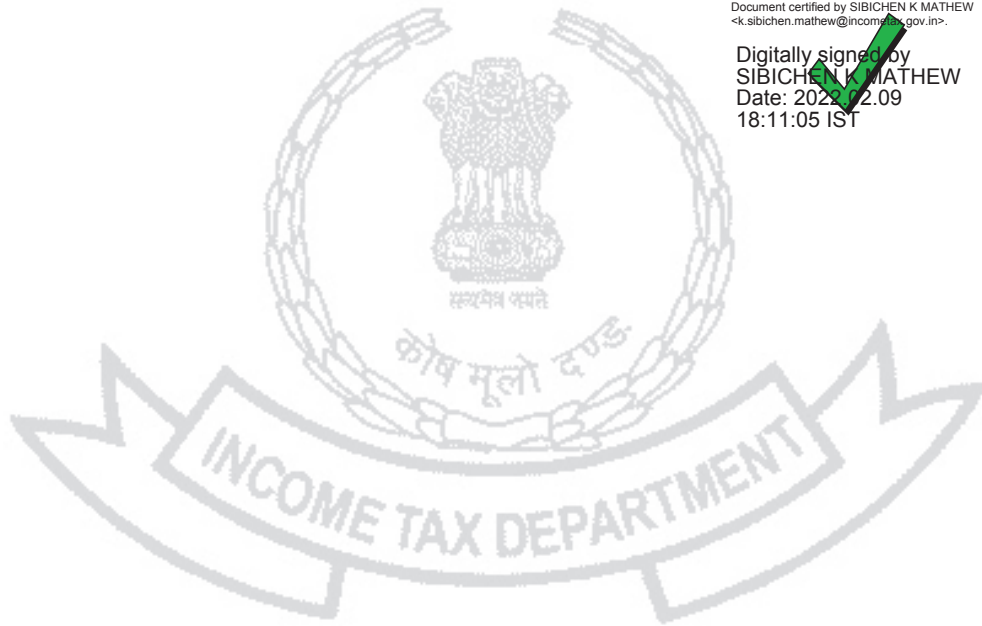 Document certified by SIBICHEN K MATHEW
<k.sibichen.mathew@incometax.gov.in>.
Digitally signed by
SIBICHEN K MATHEW
Date: 2022.02.09
18:11:05 IST
सत्यमेव जयते
कोष मूलो दण्डः
INCOME TAX DEPARTMENT